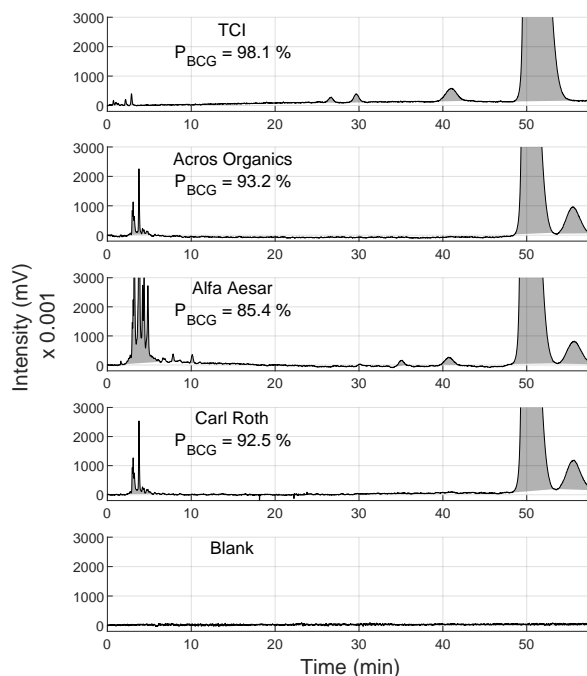 TCI
P_BCG = 98.1 %
3000
2000
1000
0
0 10 20 30 40 50
Acros Organics
P_BCG = 93.2 %
3000
2000
1000
0
0 10 20 30 40 50
Alfa Aesar
P_BCG = 85.4 %
3000
2000
1000
0
0 10 20 30 40 50
Carl Roth
P_BCG = 92.5 %
3000
2000
1000
0
0 10 20 30 40 50
Blank
3000
2000
1000
0
0 10 20 30 40 50
Intensity (mV)
x 0.001
Time (min)